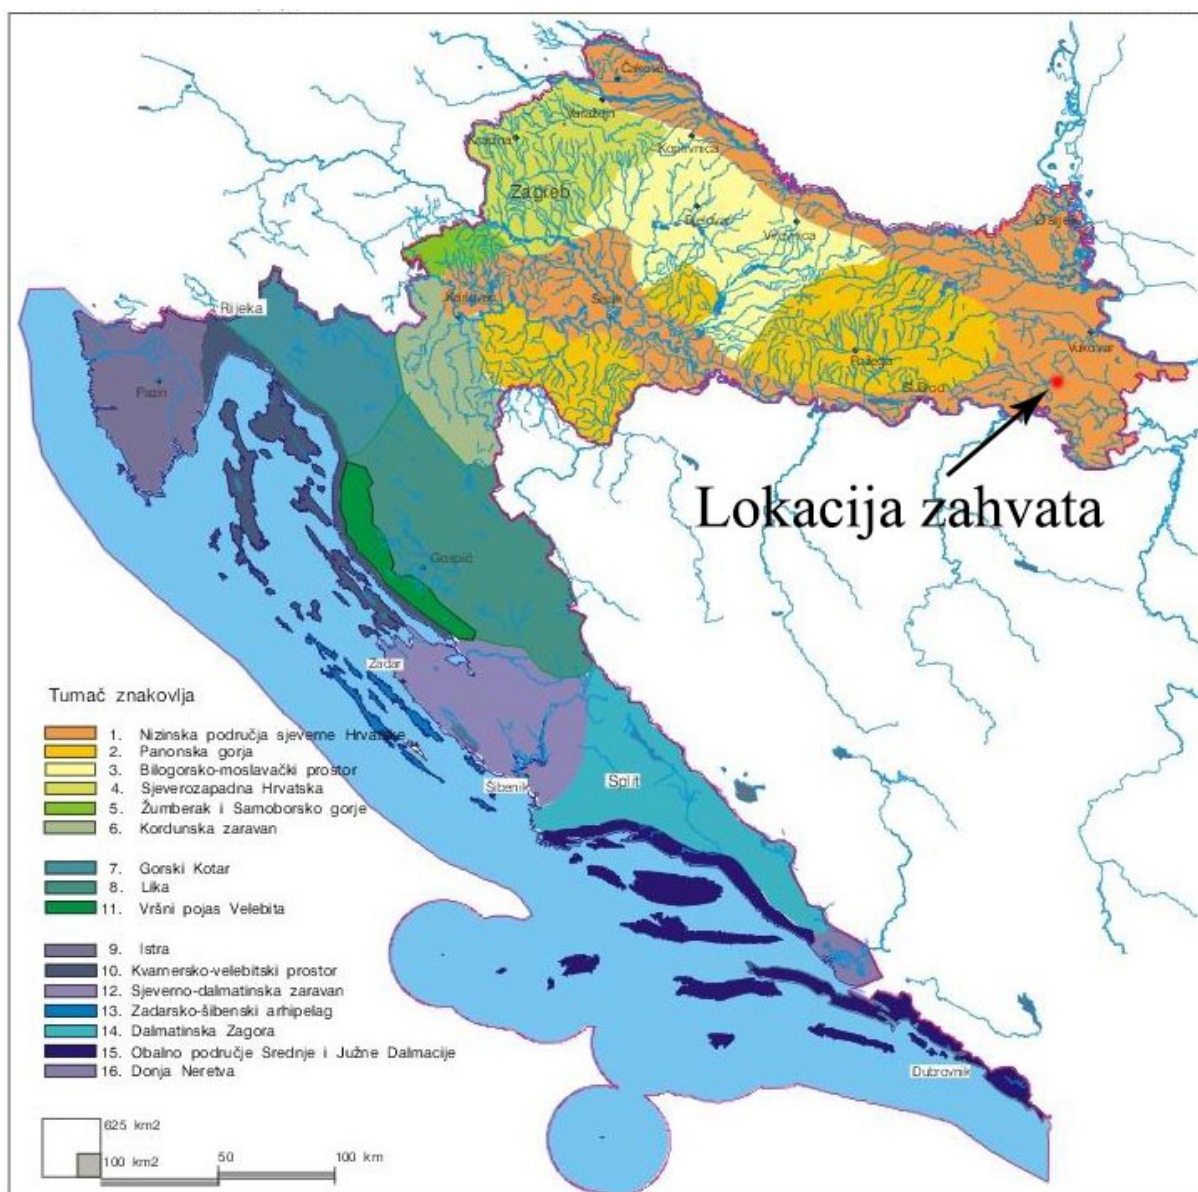 Čakovec
Varaždin
Krapina
Koprivnica
Zagreb
Bjelovar
Virovitica
Osijek
Rijeka
Karlovac
Sisak
Vukovar
Požega
Sl.Brod
Pazin
Lokacija zahvata
Gospić
Zadar
Tumač znakovlja
1. Nizinska područja sjeverne Hrvatske
2. Panonska gorja
3. Bilogorsko-moslavački prostor
4. Sjeverozapadna Hrvatska
5. Žumberak i Samoborsko gorje
6. Kordunska zaravan
Šibenik
Split
7. Gorski Kotar
8. Lika
11. Vršni pojas Velebita
9. Istra
10. Kvarnersko-velebitski prostor
12. Sjeverno-dalmatinska zaravan
13. Zadarsko-šibenski arhipelag
14. Dalmatinska Zagora
15. Obalno područje Srednje i Južne Dalmacije
16. Donja Neretva
Dubrovnik
625 km2
100 km2
50
100 km